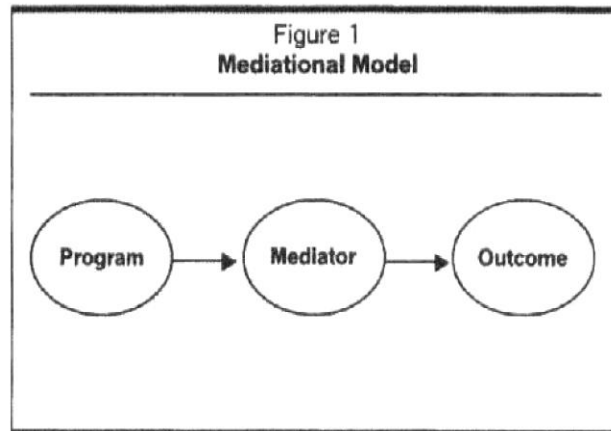 Figure 1
Mediational Model
Program
Mediator
Outcome